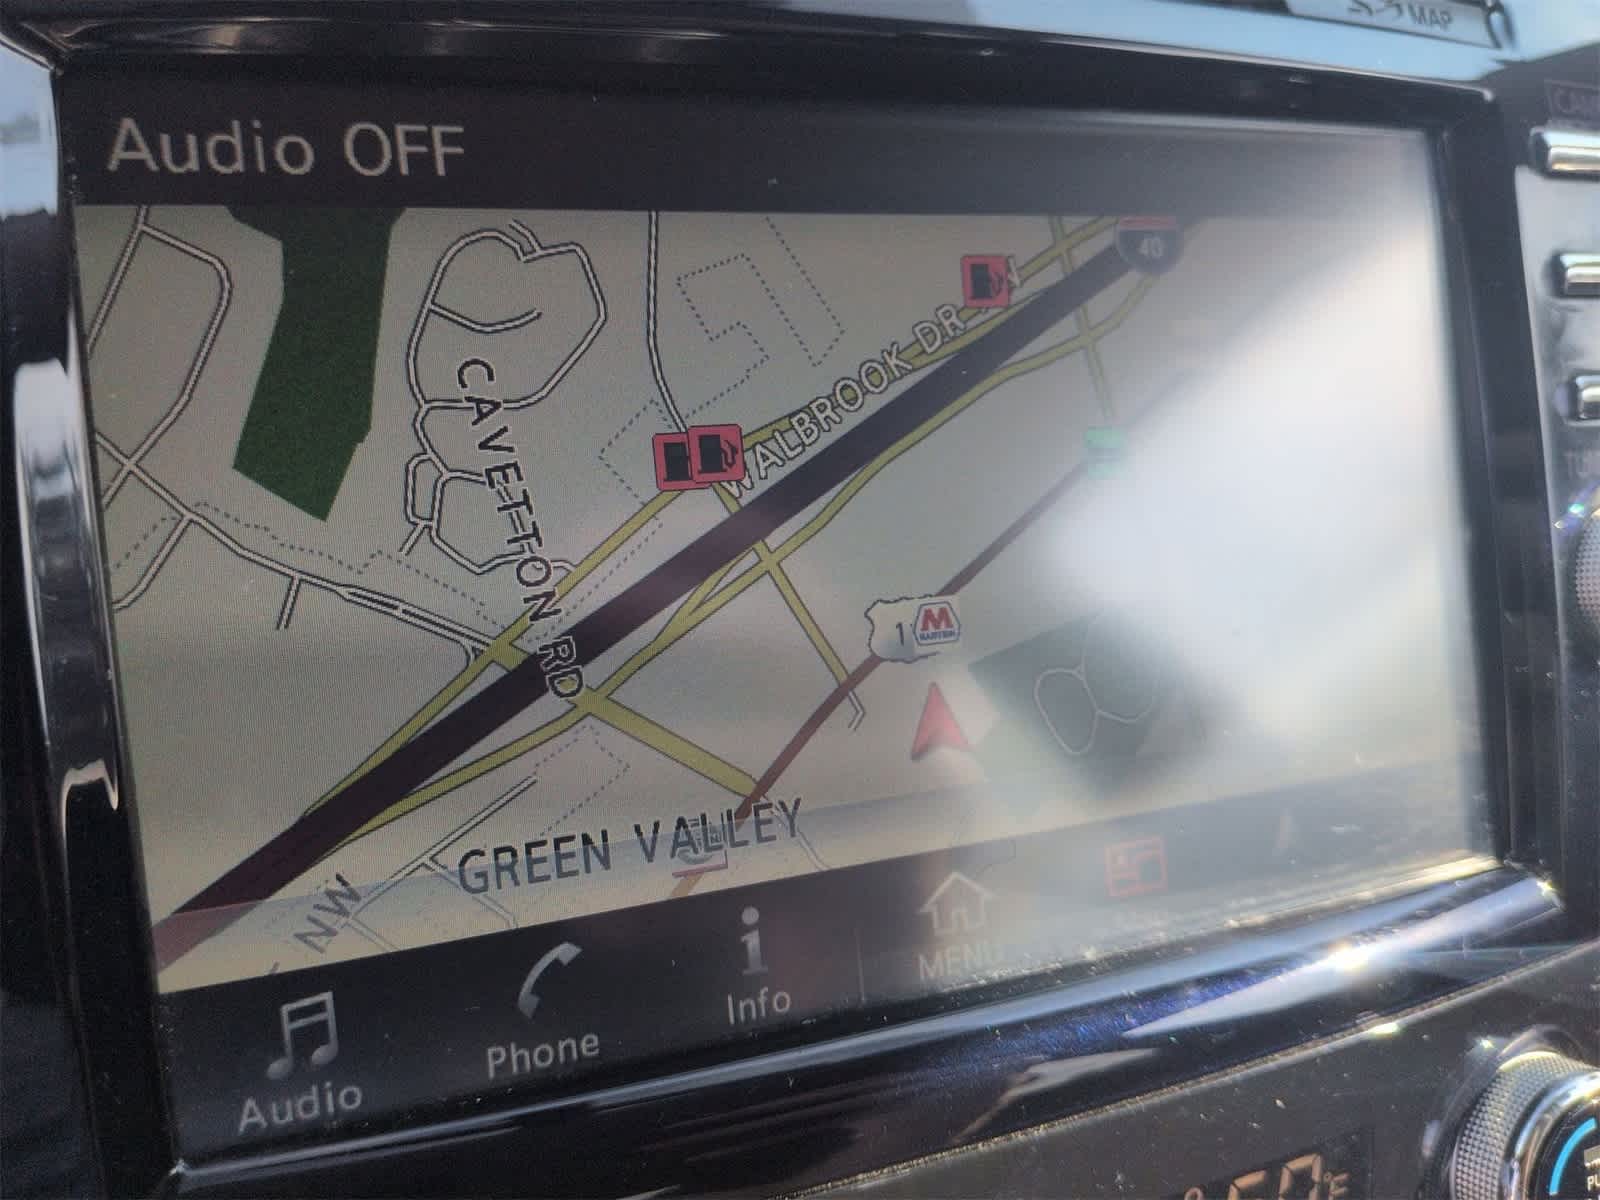 MAP
Audio OFF
40
WALBROOK DR
CAVETTON RD
1
M
GREEN VALLEY
NW
MENU
Info
Phone
Audio